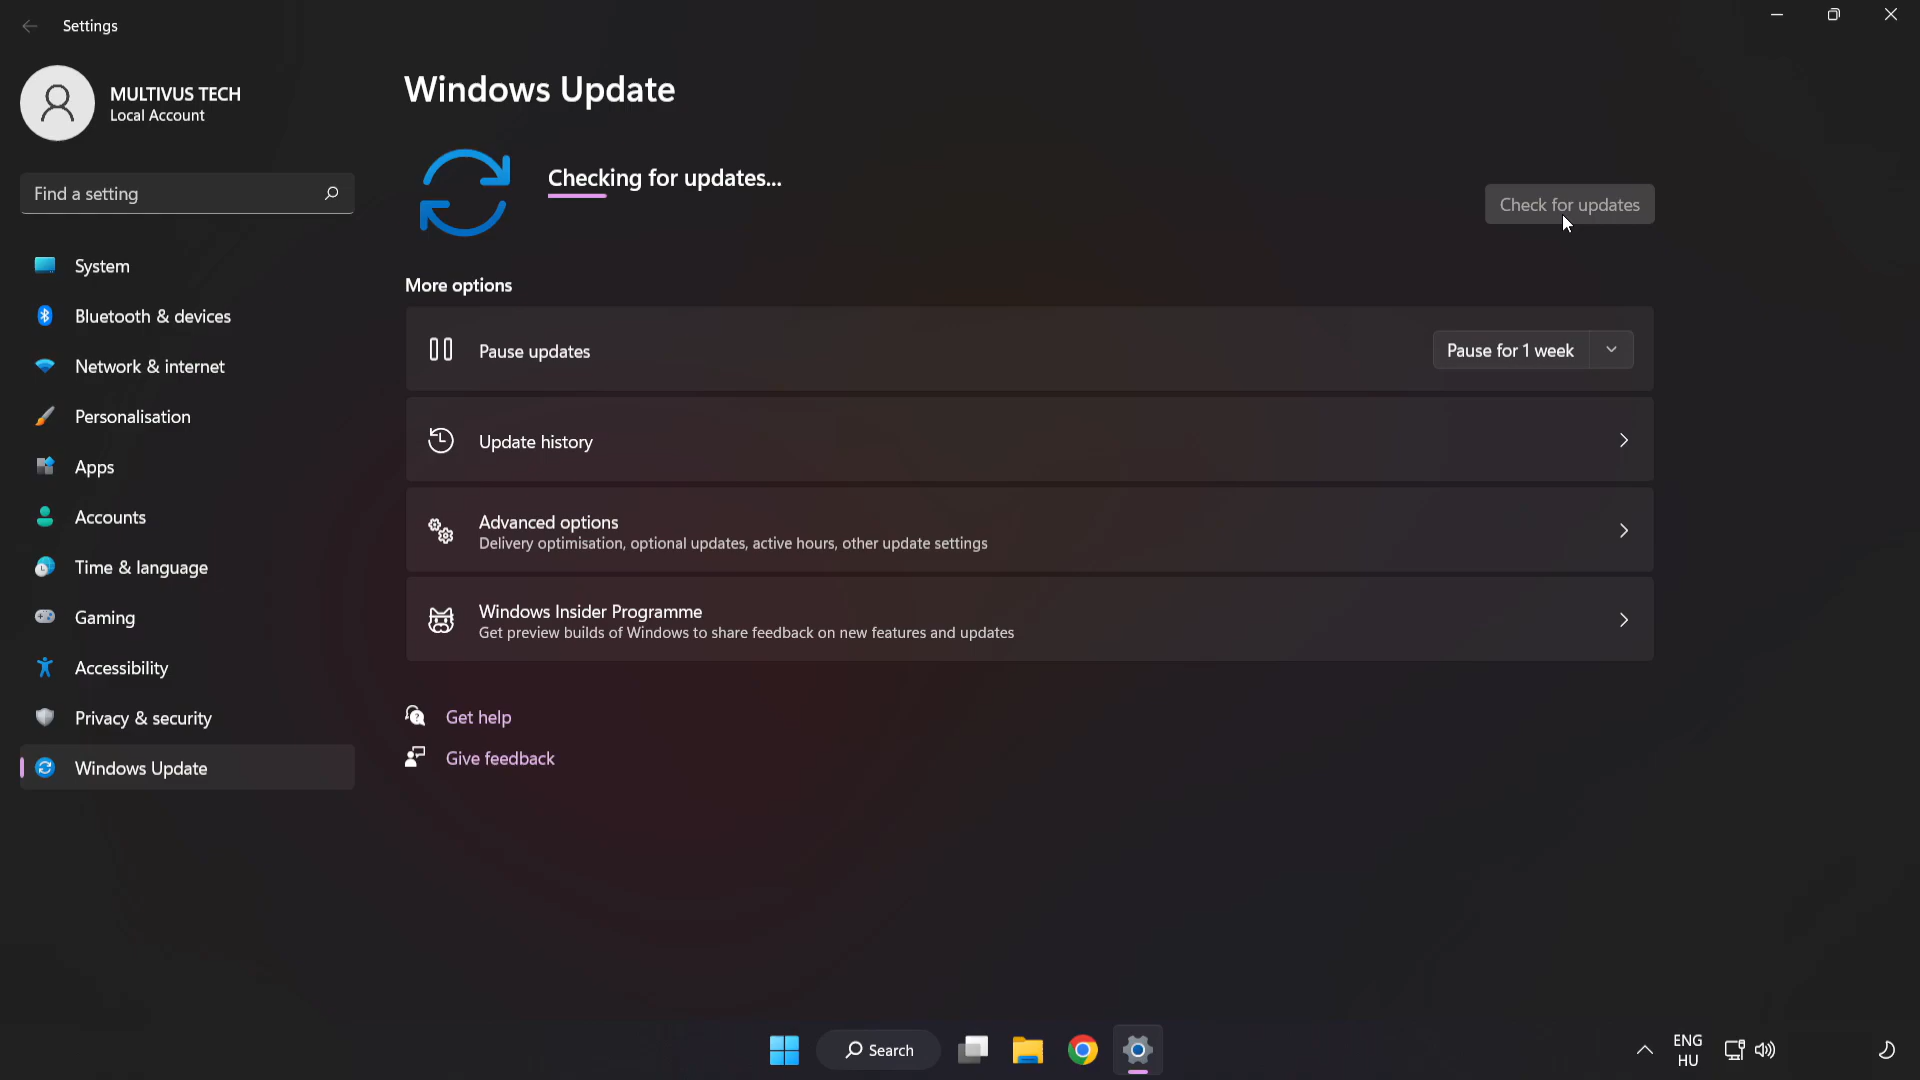 Settings
MULTIVUS TECH
Local Account
Find a setting
System
Bluetooth & devices
Network & internet
Personalisation
Apps
Accounts
Time & language
Gaming
Accessibility
Privacy & security
Windows Update
Windows Update
Checking for updates...
Check for updates
More options
Pause updates
Pause for 1 week
Update history
Advanced options
Delivery optimisation, optional updates, active hours, other update settings
Windows Insider Programme
Get preview builds of Windows to share feedback on new features and updates
Get help
Give feedback
Search
ENG
HU